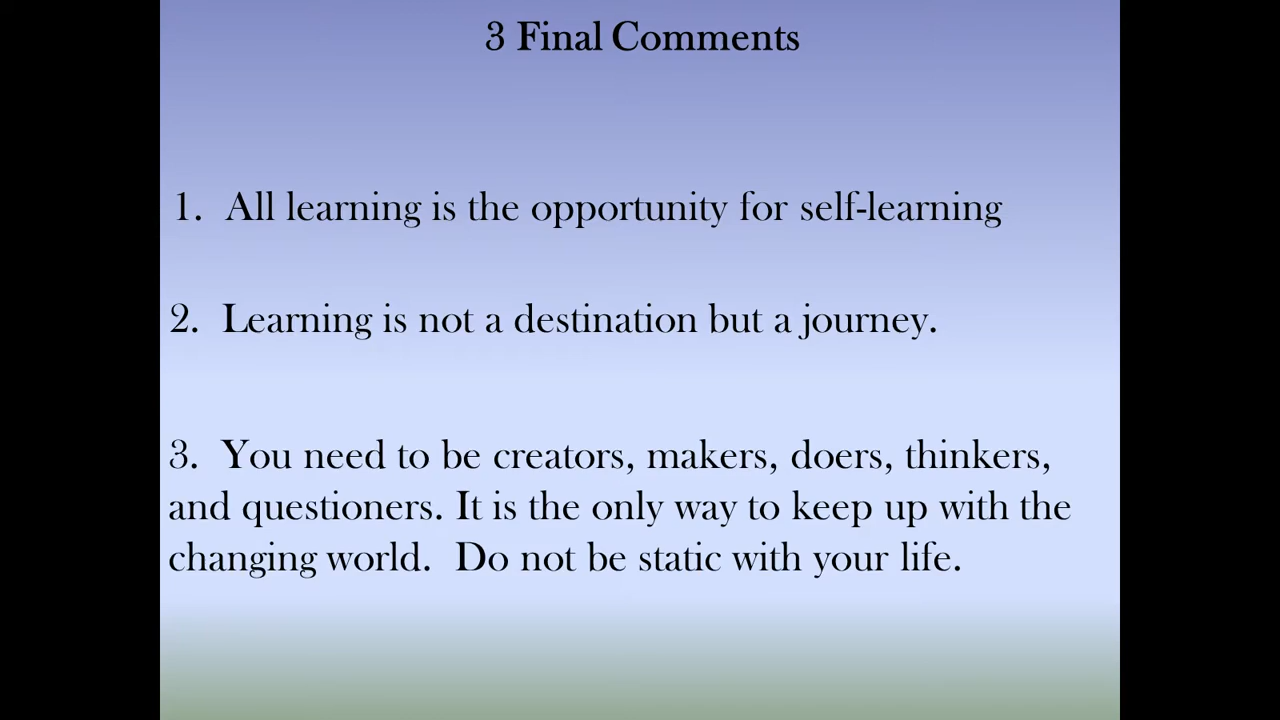 3 Final Comments
1. All learning is the opportunity for self-learning
2. Learning is not a destination but a journey.
3. You need to be creators, makers, doers, thinkers,
and questioners. It is the only way to keep up with the
changing world. Do not be static with your life.